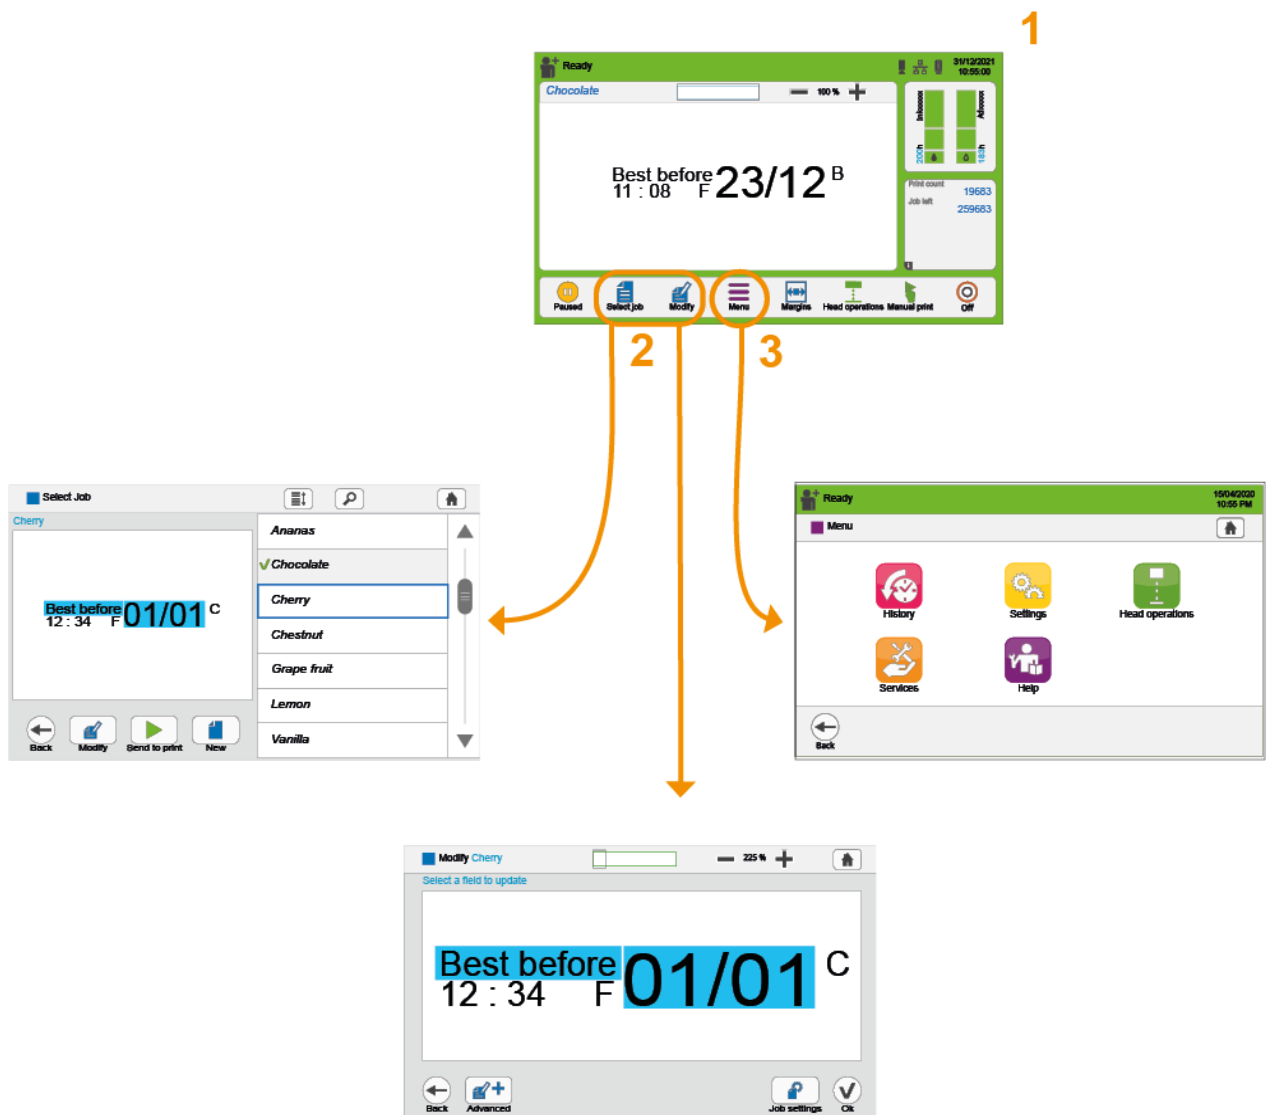 1
Ready
31/12/2021
10:55:00
Chocolate
100 %
200h
183h
Best before 23/12 B
11 : 08 F
Print count
19683
Job left
259683
Paused
Select job
Modify
Menu
Margins
Head operations
Manual print
Off
2
3
Select Job
Cherry
Best before 01/01 C
12 : 34 F
Ananas
Chocolate
Cherry
Chestnut
Grape fruit
Lemon
Vanilla
Back
Modify
Send to print
New
Ready
15/04/2020
10:55 PM
Menu
History
Settings
Head operations
Services
Help
Back
Modify Cherry
225 %
Select a field to update
Best before 01/01 C
12 : 34 F
Back
Advanced
Job settings
Ok